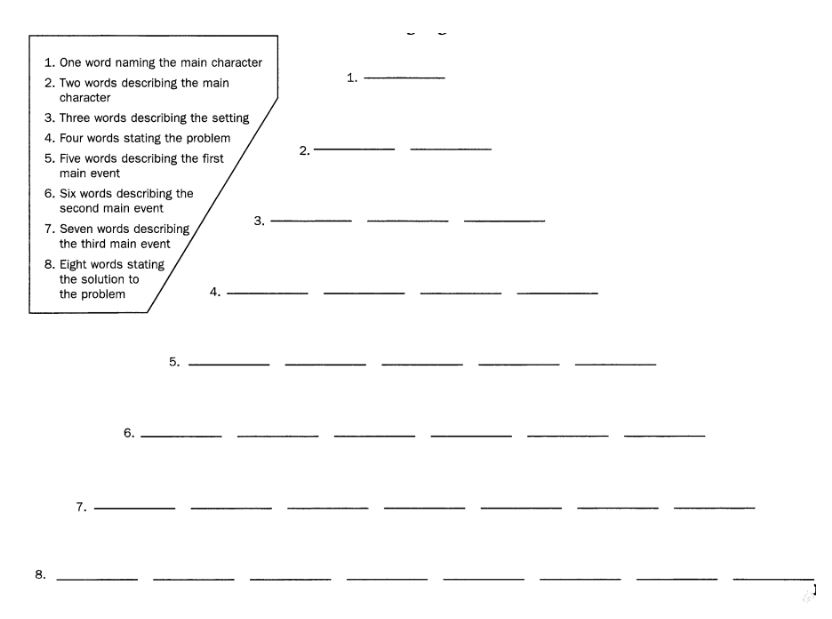 1. One word naming the main character
2. Two words describing the main
character
3. Three words describing the setting
4. Four words stating the problem
5. Five words describing the first
main event
6. Six words describing the
second main event
7. Seven words describing
the third main event
8. Eight words stating
the solution to
the problem
1.
2.
3.
4.
5.
6.
7.
8.